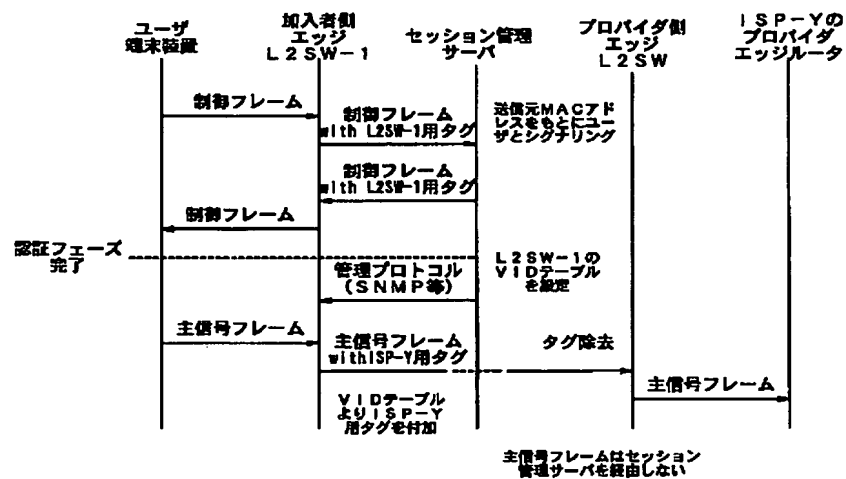 ユーザ
端末装置
加入者側
エッジ
L2SW-1
セッション管理
サーバ
プロバイダ側
エッジ
L2SW
ISP-Yの
プロバイダ
エッジルータ
制御フレーム
制御フレーム
with L2SW-1用タグ
送信元MACアド
レスをもとにユー
ザとシグナリング
制御フレーム
with L2SW-1用タグ
制御フレーム
認証フェーズ
完了
管理プロトコル
(SNMP等)
L2SW-1の
VIDテーブル
を設定
主信号フレーム
主信号フレーム
withISP-Y用タグ
タグ除去
主信号フレーム
VIDテーブル
よりISP-Y
用タグを付加
主信号フレームはセッション
管理サーバを経由しない